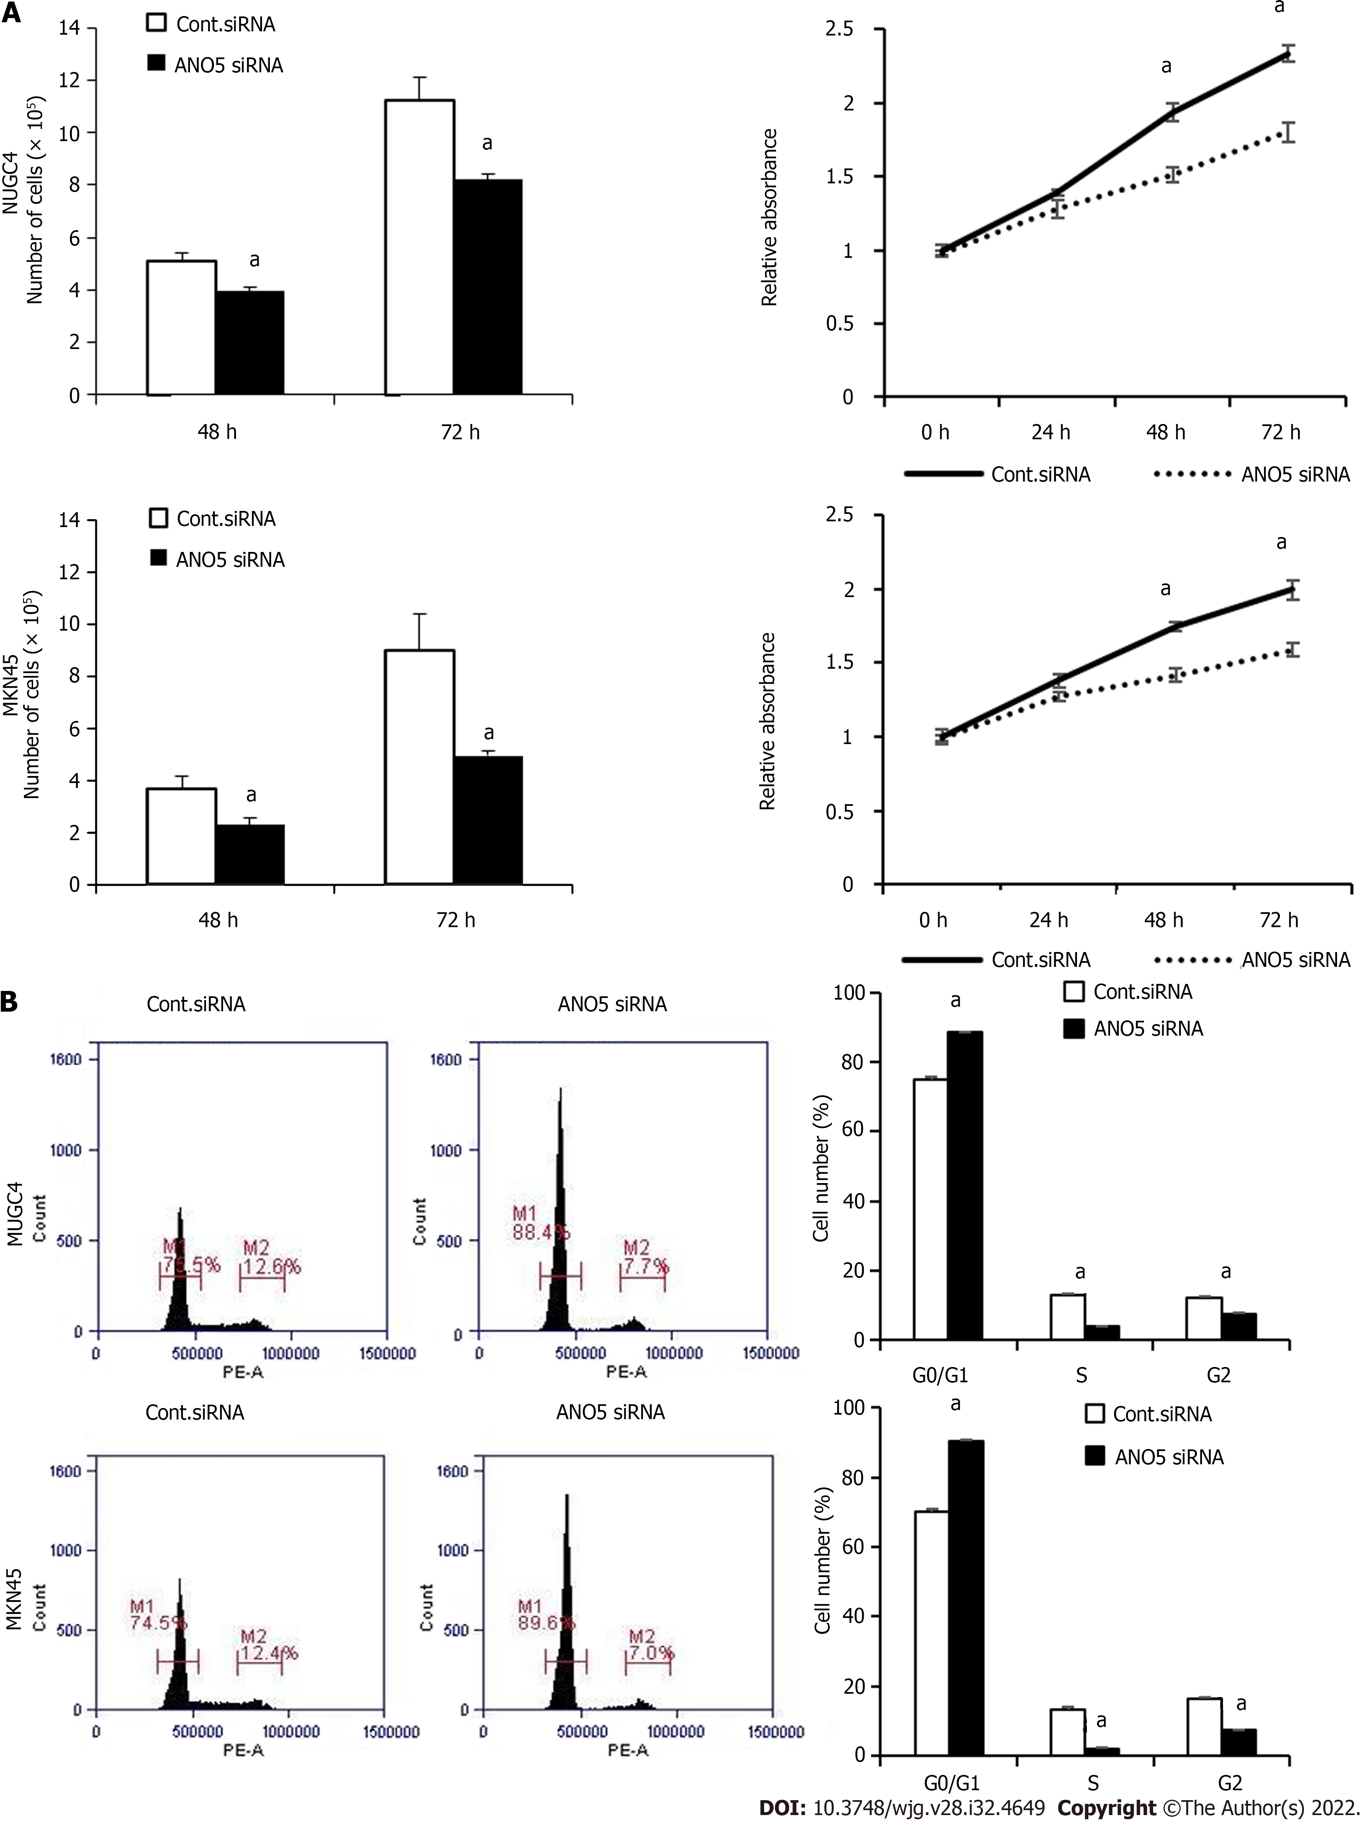 A
Cont.siRNA
ANO5 siRNA
NUGC4
Number of cells (× 10⁵)
14
12
10
8
6
4
2
0
a
a
48 h
72 h
Relative absorbance
2.5
2
1.5
1
0.5
0
a
a
0 h
24 h
48 h
72 h
Cont.siRNA
ANO5 siRNA
Cont.siRNA
ANO5 siRNA
MKN45
Number of cells (× 10⁵)
14
12
10
8
6
4
2
0
a
a
48 h
72 h
Relative absorbance
2.5
2
1.5
1
0.5
0
a
a
0 h
24 h
48 h
72 h
Cont.siRNA
ANO5 siRNA
B
MUGC4
Cont.siRNA
Count
1600
1000
500
0
M1
75.5%
M2
12.6%
0
500000
1000000
1500000
PE-A
ANO5 siRNA
Count
1600
1000
500
0
M1
88.4%
M2
7.7%
0
500000
1000000
1500000
PE-A
Cont.siRNA
ANO5 siRNA
Cell number (%)
100
80
60
40
20
0
a
a
a
G0/G1
S
G2
MKN45
Cont.siRNA
Count
1600
1000
500
0
M1
74.5%
M2
12.4%
0
500000
1000000
1500000
PE-A
ANO5 siRNA
Count
1600
1000
500
0
M1
89.6%
M2
7.0%
0
500000
1000000
1500000
PE-A
Cont.siRNA
ANO5 siRNA
Cell number (%)
100
80
60
40
20
0
a
a
a
G0/G1
S
G2
DOI: 10.3748/wjg.v28.i32.4649 Copyright ©The Author(s) 2022.